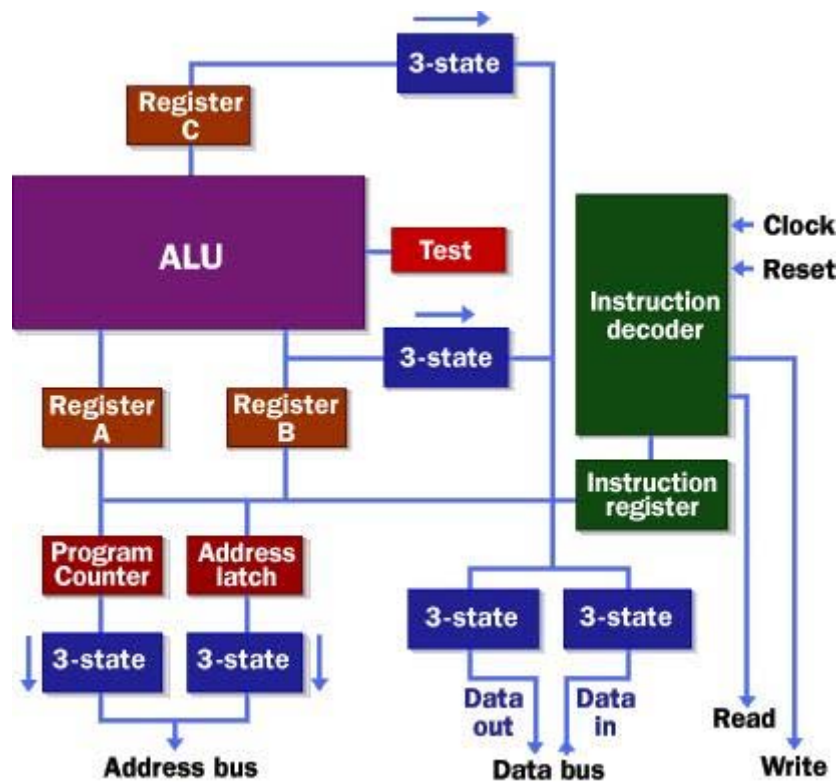 3-state
Register
C
ALU
Test
Clock
Reset
Instruction
decoder
3-state
Register
A
Register
B
Instruction
register
Program
Counter
Address
latch
3-state
3-state
3-state
3-state
Data
out
Data
in
Read
Address bus
Data bus
Write